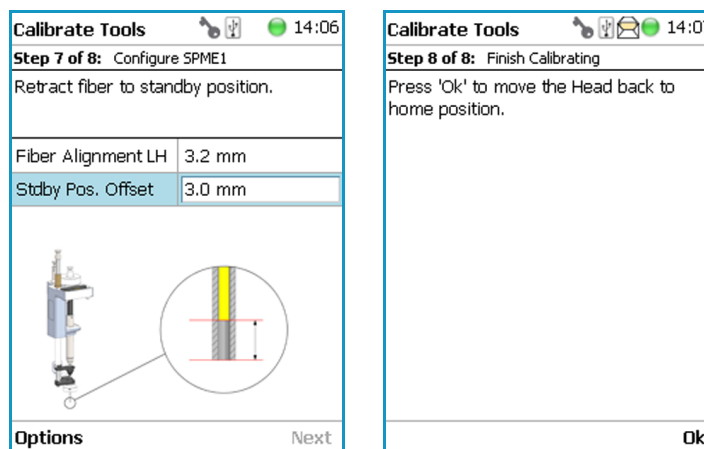 Calibrate Tools 14:06
Step 7 of 8: Configure SPME1
Retract fiber to standby position.
Fiber Alignment LH 3.2 mm
Stdby Pos. Offset 3.0 mm
Options Next
Calibrate Tools 14:0
Step 8 of 8: Finish Calibrating
Press 'Ok' to move the Head back to
home position.
Ok